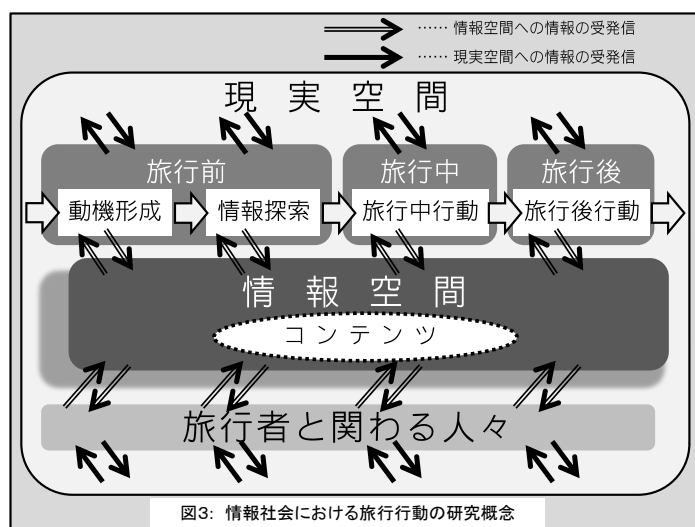 …… 情報空間への情報の受発信
…… 現実空間への情報の受発信
現実空間
旅行前
旅行中
旅行後
動機形成
情報探索
旅行中行動
旅行後行動
情報空間
コンテンツ
旅行者と関わる人々
図3: 情報社会における旅行行動の研究概念